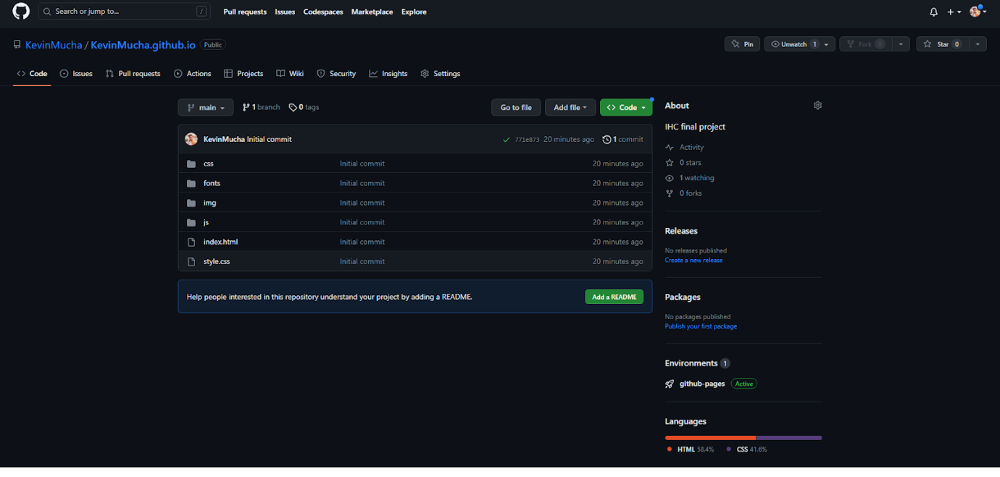 Search or jump to... / Pull requests Issues Codespaces Marketplace Explore
KevinMucha / KevinMucha.github.io Public Pin Unwatch 1 Fork 0 Star 0
Code Issues Pull requests Actions Projects Wiki Security Insights Settings
main 1 branch 0 tags Go to file Add file Code
KevinMucha Initial commit 771e873 20 minutes ago 1 commit
css Initial commit 20 minutes ago
fonts Initial commit 20 minutes ago
img Initial commit 20 minutes ago
js Initial commit 20 minutes ago
index.html Initial commit 20 minutes ago
style.css Initial commit 20 minutes ago
Help people interested in this repository understand your project by adding a README. Add a README
About
IHC final project
Activity
0 stars
1 watching
0 forks
Releases
No releases published
Create a new release
Packages
No packages published
Publish your first package
Environments 1
github-pages Active
Languages
HTML 58.4% CSS 41.6%